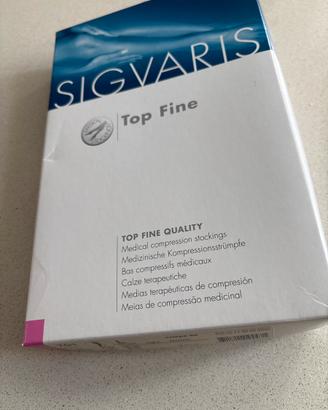 SIGVARIS
Top Fine
TOP FINE QUALITY
Medical compression stockings
Medizinische Kompressionsstrümpfe
Bas compressifs médicaux
Calze terapeutiche
Medias terapéuticas de compresión
Meias de compressão medicinal